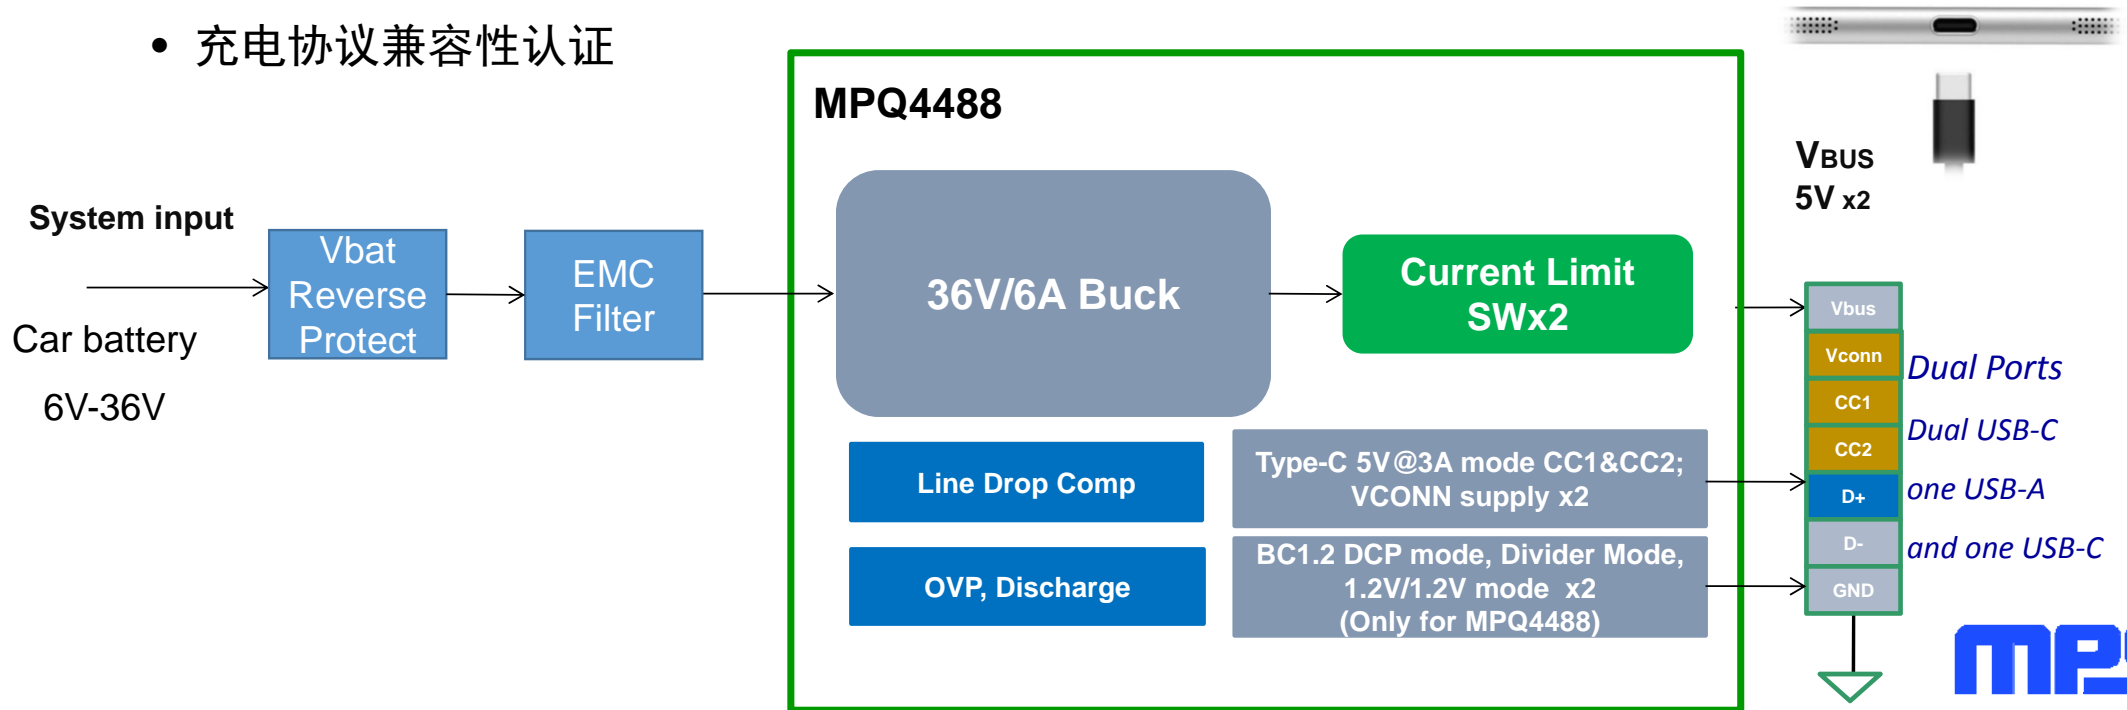 • 充电协议兼容性认证
MPQ4488
System input
Car battery
6V-36V
Vbat
Reverse
Protect
EMC
Filter
36V/6A Buck
Current Limit
SWx2
Line Drop Comp
Type-C 5V@3A mode CC1&CC2;
VCONN supply x2
OVP, Discharge
BC1.2 DCP mode, Divider Mode,
1.2V/1.2V mode x2
(Only for MPQ4488)
VBUS
5V x2
Vbus
Vconn
CC1
CC2
D+
D-
GND
Dual Ports
Dual USB-C
one USB-A
and one USB-C